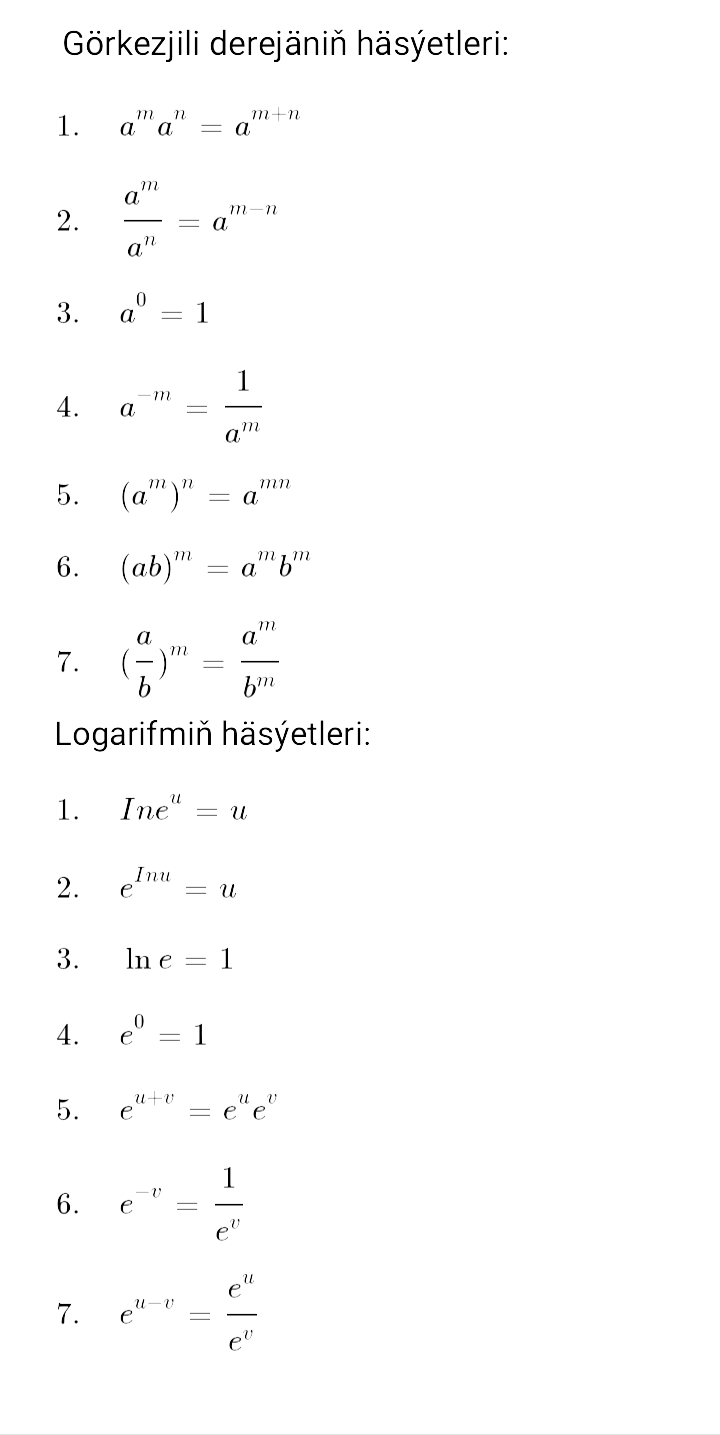 Görkezjili derejäniň häsýetleri:
1. a^m a^n = a^{m+n}
2. \frac{a^m}{a^n} = a^{m-n}
3. a^0 = 1
4. a^{-m} = \frac{1}{a^m}
5. (a^m)^n = a^{mn}
6. (ab)^m = a^m b^m
7. (\frac{a}{b})^m = \frac{a^m}{b^m}
Logarifmiň häsýetleri:
1. Ine^u = u
2. e^{Inu} = u
3. ln e = 1
4. e^0 = 1
5. e^{u+v} = e^u e^v
6. e^{-v} = \frac{1}{e^v}
7. e^{u-v} = \frac{e^u}{e^v}